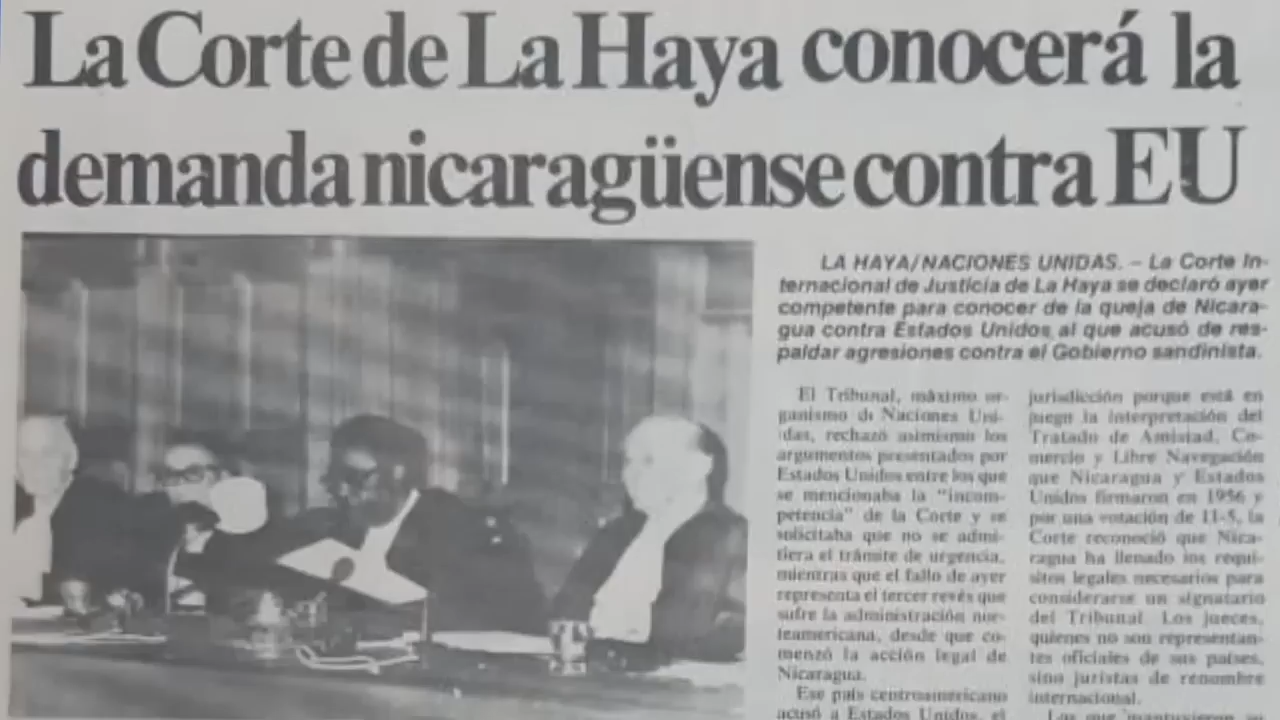 La Corte de La Haya conocerá la
demanda nicaragüense contra EU
LA HAYA/NACIONES UNIDAS. – La Corte In-
ternacional de Justicia de La Haya se declaró ayer
competente para conocer de la queja de Nicara-
gua contra Estados Unidos al que acusó de res-
paldar agresiones contra el Gobierno sandinista.
El Tribunal, máximo or-
ganismo de Naciones Uni-
das, rechazó asimismo los
argumentos presentados por
Estados Unidos entre los que
se mencionaba la "incom-
petencia" de la Corte y se
solicitaba que no se admi-
tiera el trámite de urgencia,
mientras que el fallo de ayer
representa el tercer revés que
sufre la administración nor-
teamericana, desde que co-
menzó la acción legal de
Nicaragua.
Ese país centroamericano
acusó a Estados Unidos, el
jurisdicción porque está en
juego la interpretación del
Tratado de Amistad, Co-
mercio y Libre Navegación
que Nicaragua y Estados
Unidos firmaron en 1956 y
por una votación de 11-5, la
Corte reconoció que Nica-
ragua ha llenado los requi-
sitos legales necesarios para
considerarse un signatario
del Tribunal. Los jueces,
quienes no son representan-
tes oficiales de sus países,
sino juristas de renombre
internacional.
Los que mantuvieron su